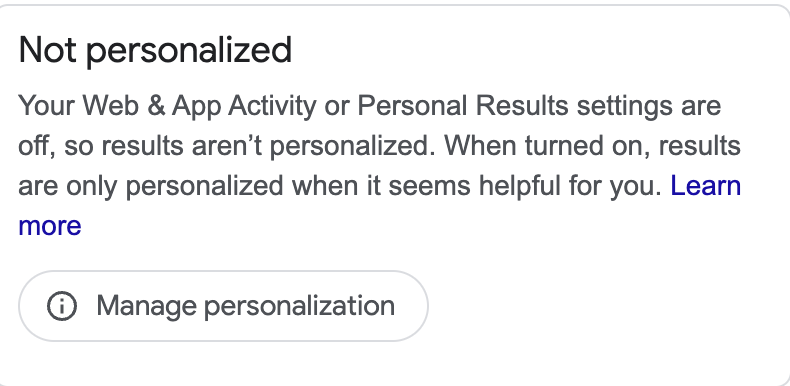 Not personalized
Your Web & App Activity or Personal Results settings are
off, so results aren’t personalized. When turned on, results
are only personalized when it seems helpful for you. Learn
more
Manage personalization